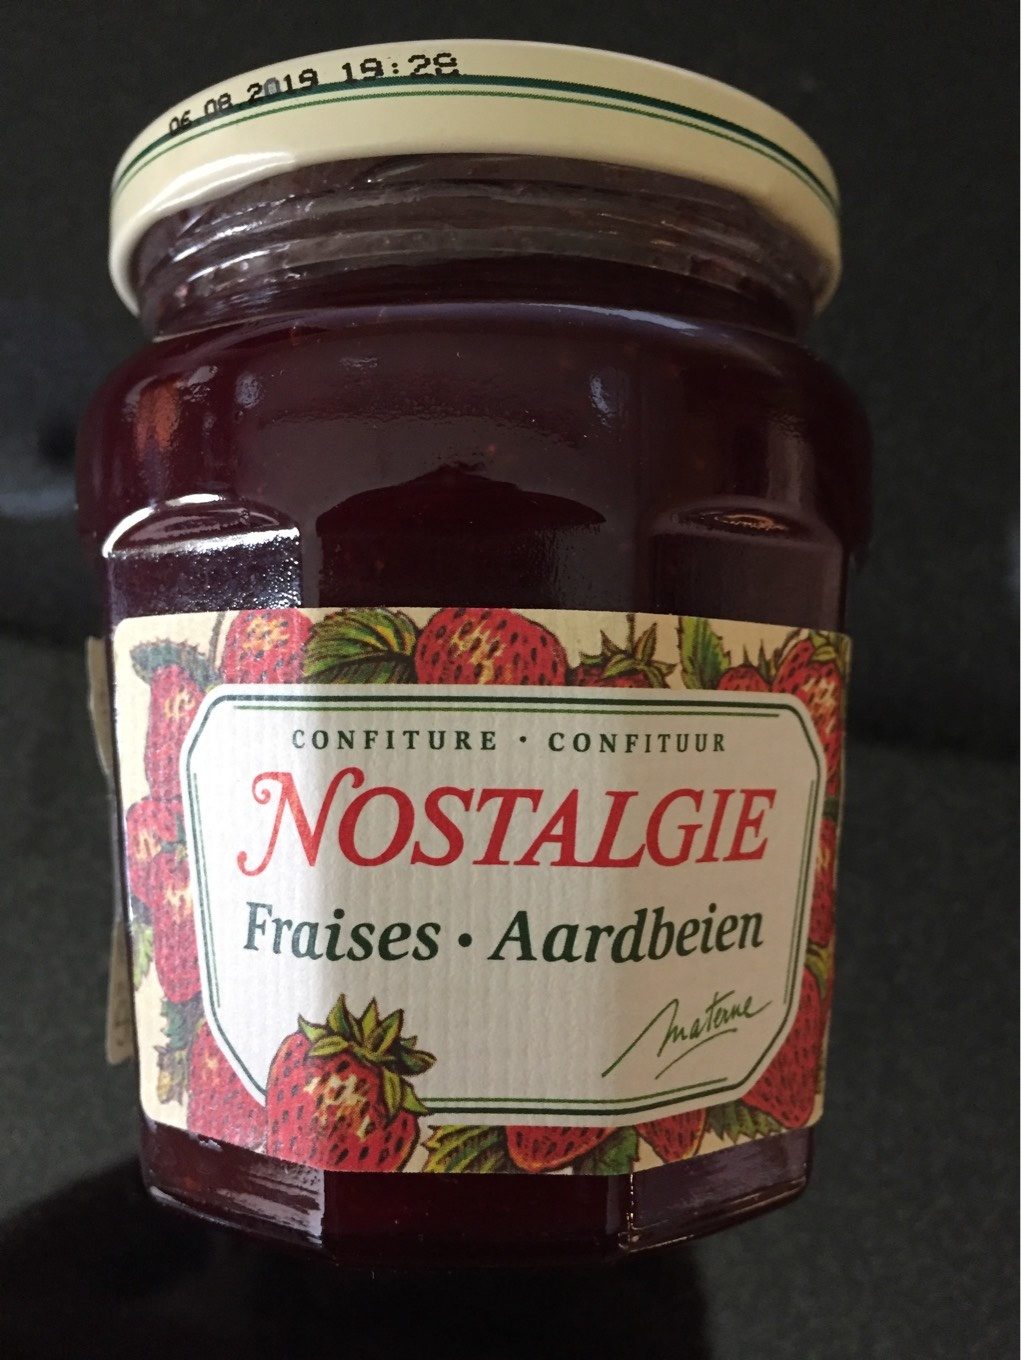 06.08.2019 19:28
CONFITURE · CONFITUUR
NOSTALGIE
Fraises · Aardbeien
Materne